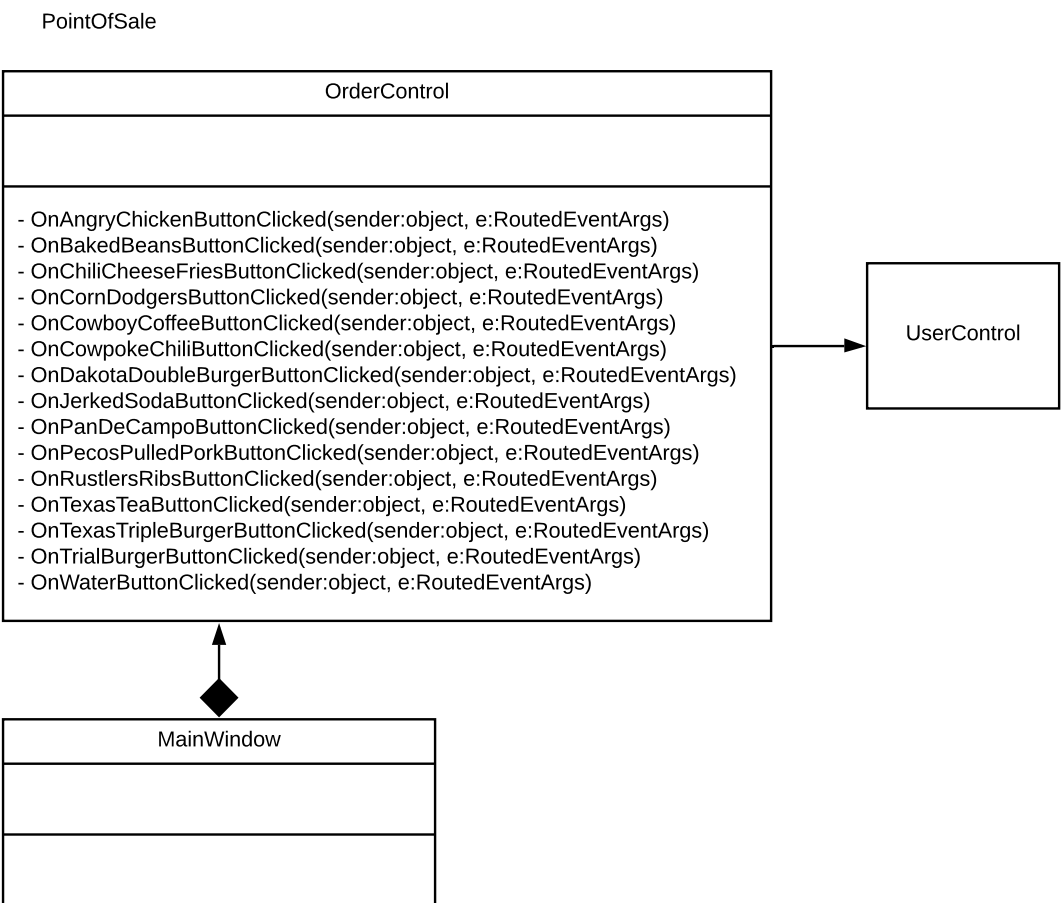 PointOfSale
OrderControl
- OnAngryChickenButtonClicked(sender:object, e:RoutedEventArgs)
- OnBakedBeansButtonClicked(sender:object, e:RoutedEventArgs)
- OnChiliCheeseFriesButtonClicked(sender:object, e:RoutedEventArgs)
- OnCornDodgersButtonClicked(sender:object, e:RoutedEventArgs)
- OnCowboyCoffeeButtonClicked(sender:object, e:RoutedEventArgs)
- OnCowpokeChiliButtonClicked(sender:object, e:RoutedEventArgs)
- OnDakotaDoubleBurgerButtonClicked(sender:object, e:RoutedEventArgs)
- OnJerkedSodaButtonClicked(sender:object, e:RoutedEventArgs)
- OnPanDeCampoButtonClicked(sender:object, e:RoutedEventArgs)
- OnPecosPulledPorkButtonClicked(sender:object, e:RoutedEventArgs)
- OnRustlersRibsButtonClicked(sender:object, e:RoutedEventArgs)
- OnTexasTeaButtonClicked(sender:object, e:RoutedEventArgs)
- OnTexasTripleBurgerButtonClicked(sender:object, e:RoutedEventArgs)
- OnTrialBurgerButtonClicked(sender:object, e:RoutedEventArgs)
- OnWaterButtonClicked(sender:object, e:RoutedEventArgs)
UserControl
MainWindow